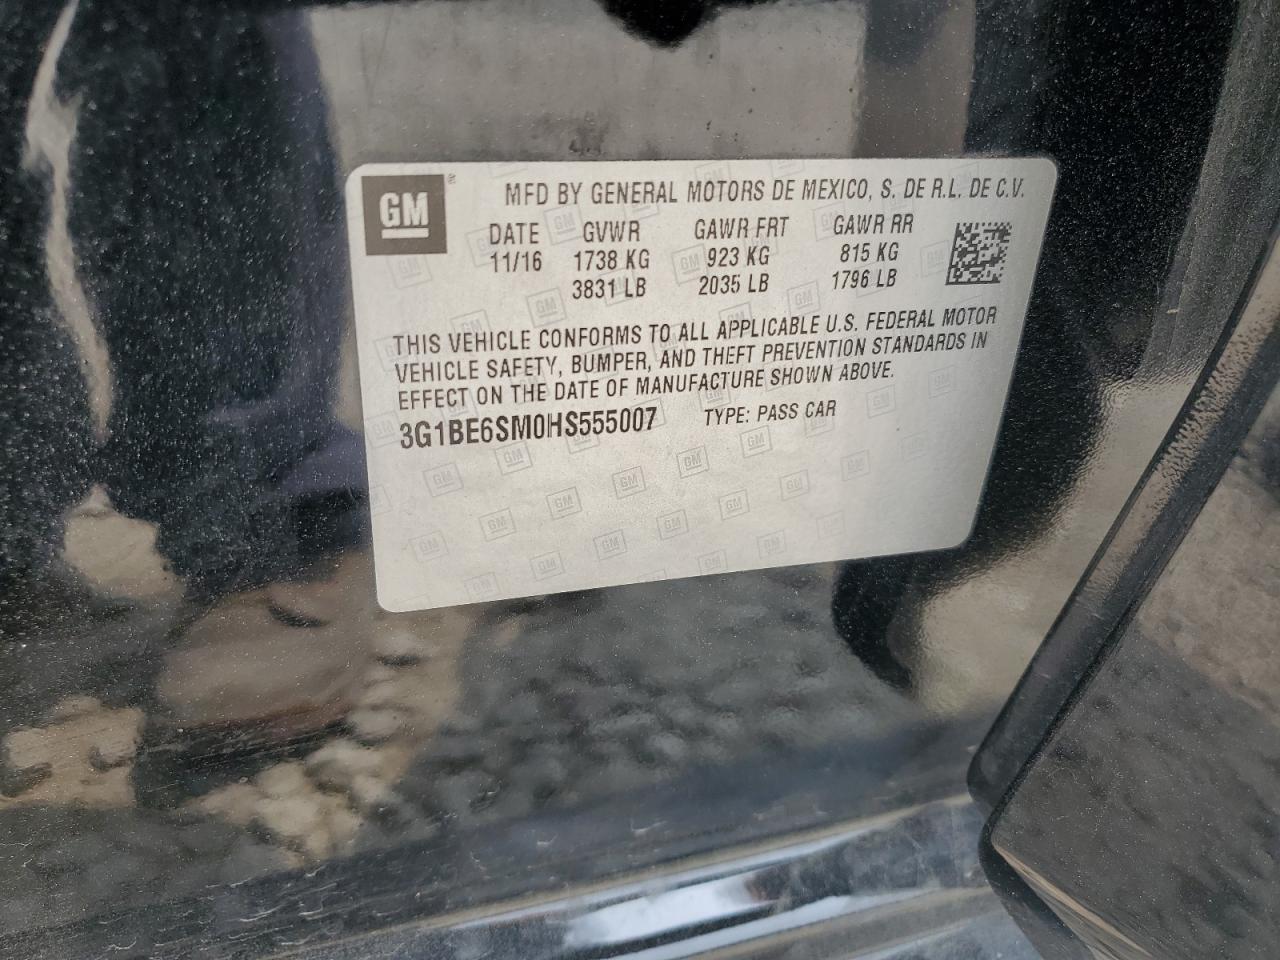 GM
MFD BY GENERAL MOTORS DE MEXICO, S. DE R.L. DE C.V.
DATE GVWR GAWR FRT GAWR RR
11/16 1738 KG 923 KG 815 KG
3831 LB 2035 LB 1796 LB
THIS VEHICLE CONFORMS TO ALL APPLICABLE U.S. FEDERAL MOTOR
VEHICLE SAFETY, BUMPER, AND THEFT PREVENTION STANDARDS IN
EFFECT ON THE DATE OF MANUFACTURE SHOWN ABOVE.
3G1BE6SM0HS555007 TYPE: PASS CAR